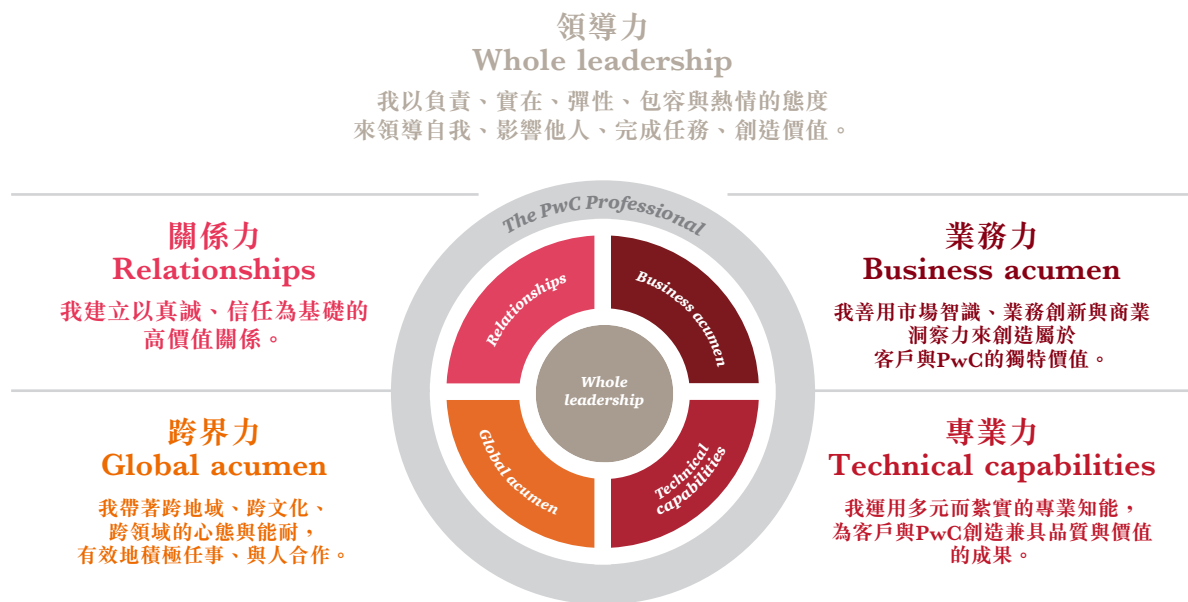 領導力
Whole leadership
我以負責、實在、彈性、包容與熱情的態度
來領導自我、影響他人、完成任務、創造價值。
關係力
Relationships
我建立以真誠、信任為基礎的
高價值關係。
業務力
Business acumen
我善用市場智識、業務創新與商業
洞察力來創造屬於
客戶與PwC的獨特價值。
The PwC Professional
Relationships
Business acumen
Whole
leadership
Global acumen
Technical
capabilities
跨界力
Global acumen
我帶著跨地域、跨文化、
跨領域的心態與能耐，
有效地積極任事、與人合作。
專業力
Technical capabilities
我運用多元而紮實的專業知能，
為客戶與PwC創造兼具品質與價值
的成果。